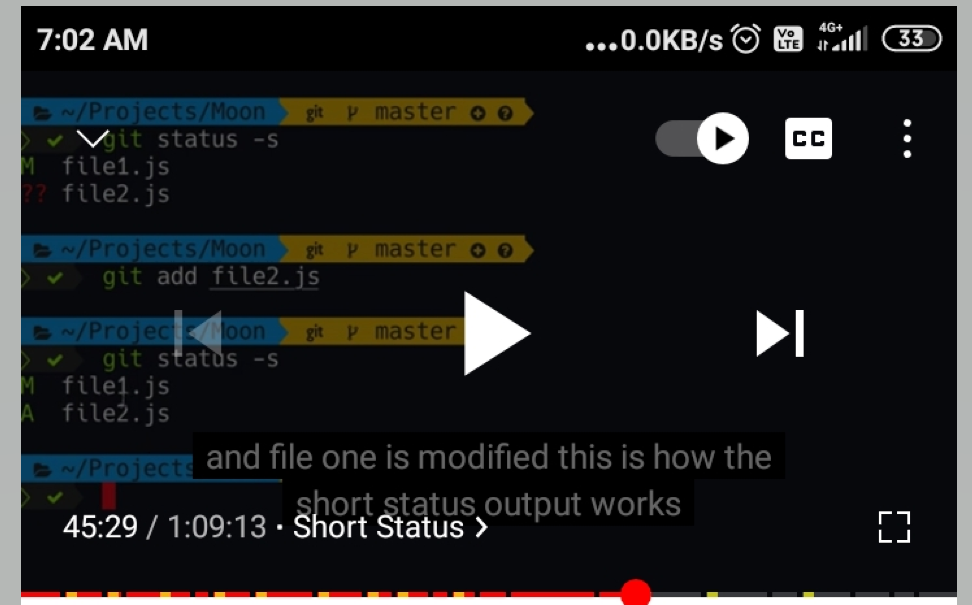 7:02 AM ...0.0KB/s VoLTE 4G+ 33
~/Projects/Moon git master
git status -s CC
M file1.js
?? file2.js
~/Projects/Moon git master
git add file2.js
~/Projects/Moon git master
git status -s
M file1.js
A file2.js
~/Projects
and file one is modified this is how the
short status output works
45:29 / 1:09:13 · Short Status >